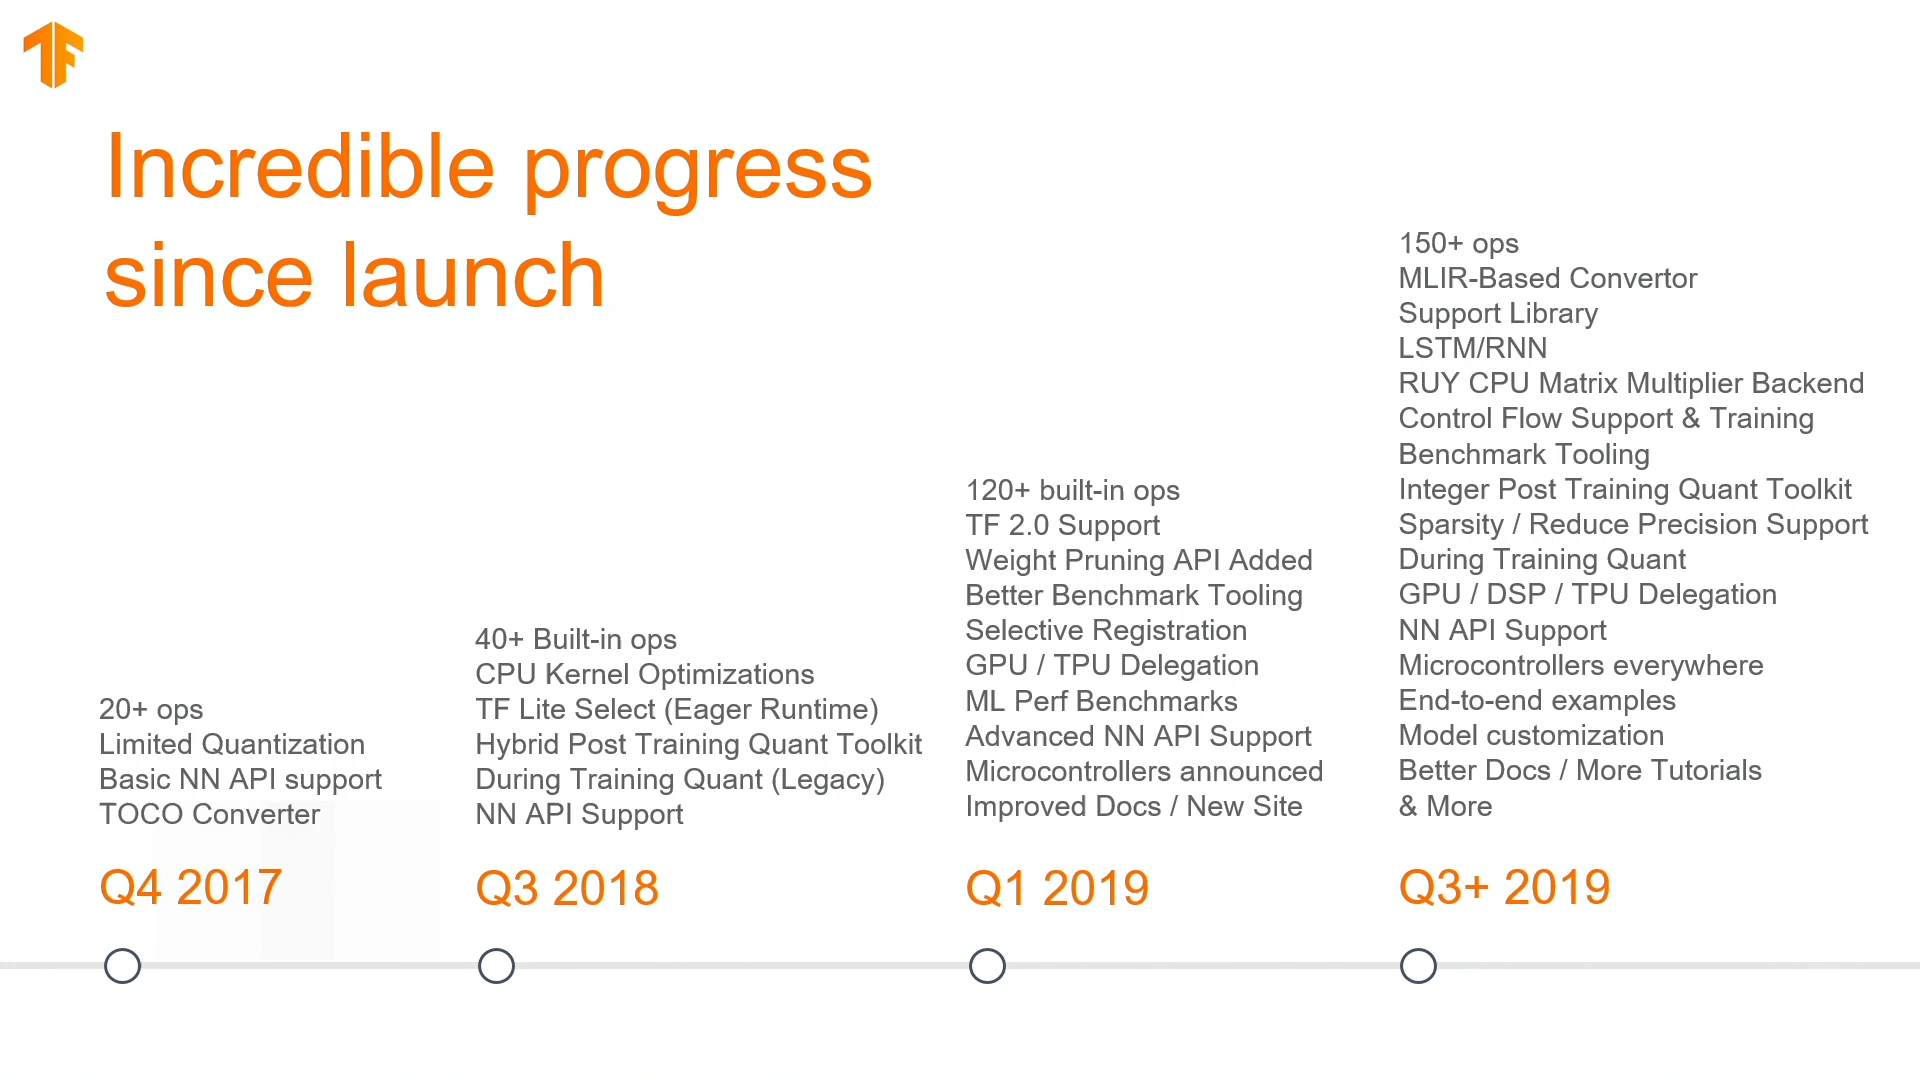 Incredible progress
since launch
20+ ops
Limited Quantization
Basic NN API support
TOCO Converter
Q4 2017
40+ Built-in ops
CPU Kernel Optimizations
TF Lite Select (Eager Runtime)
Hybrid Post Training Quant Toolkit
During Training Quant (Legacy)
NN API Support
Q3 2018
120+ built-in ops
TF 2.0 Support
Weight Pruning API Added
Better Benchmark Tooling
Selective Registration
GPU / TPU Delegation
ML Perf Benchmarks
Advanced NN API Support
Microcontrollers announced
Improved Docs / New Site
Q1 2019
150+ ops
MLIR-Based Convertor
Support Library
LSTM/RNN
RUY CPU Matrix Multiplier Backend
Control Flow Support & Training
Benchmark Tooling
Integer Post Training Quant Toolkit
Sparsity / Reduce Precision Support
During Training Quant
GPU / DSP / TPU Delegation
NN API Support
Microcontrollers everywhere
End-to-end examples
Model customization
Better Docs / More Tutorials
& More
Q3+ 2019